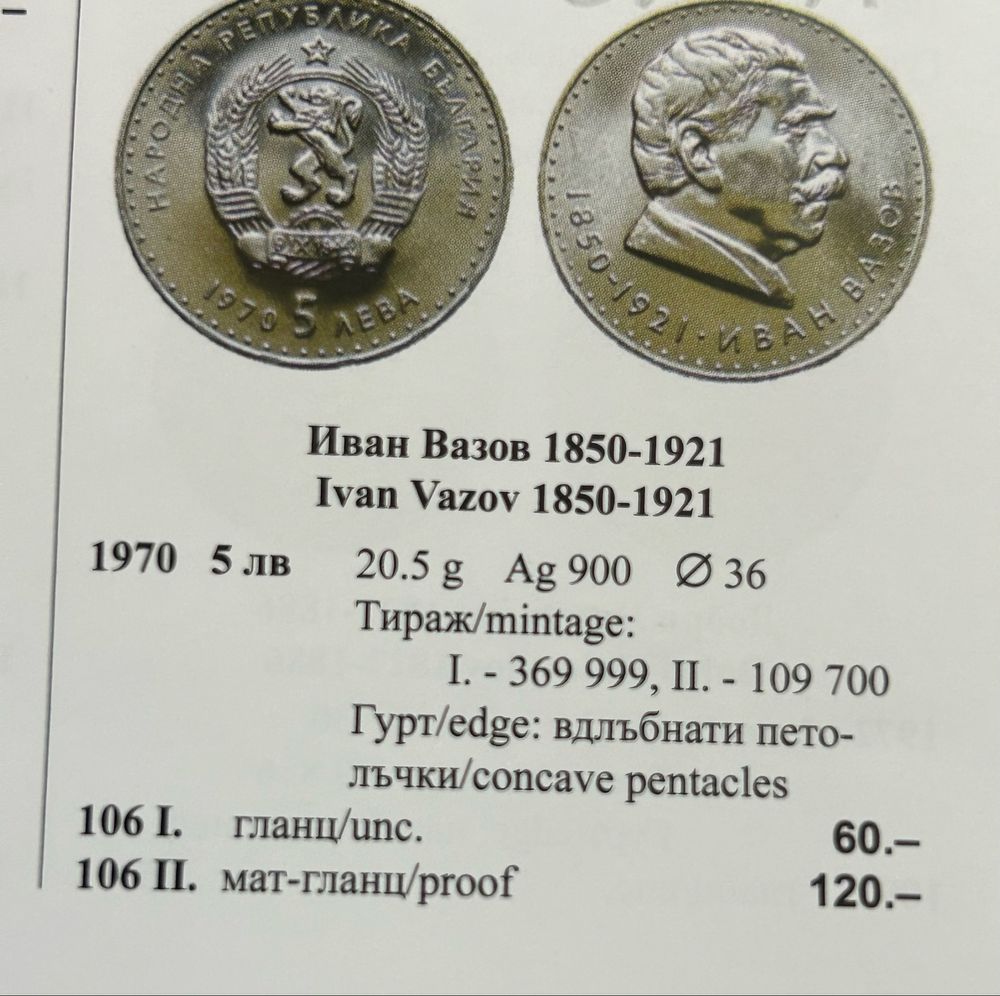 НАРОДНА РЕПУБЛИКА БЪЛГАРИЯ
1970 5 ЛЕВА
1850-1921 · ИВАН ВАЗОВ
Иван Вазов 1850-1921
Ivan Vazov 1850-1921
1970 5 лв 20.5 g Ag 900 Ø 36
Тираж/mintage:
I. - 369 999, II. - 109 700
Гурт/edge: вдлъбнати пето-
лъчки/concave pentacles
106 I. гланц/unc. 60.–
106 II. мат-гланц/proof 120.–